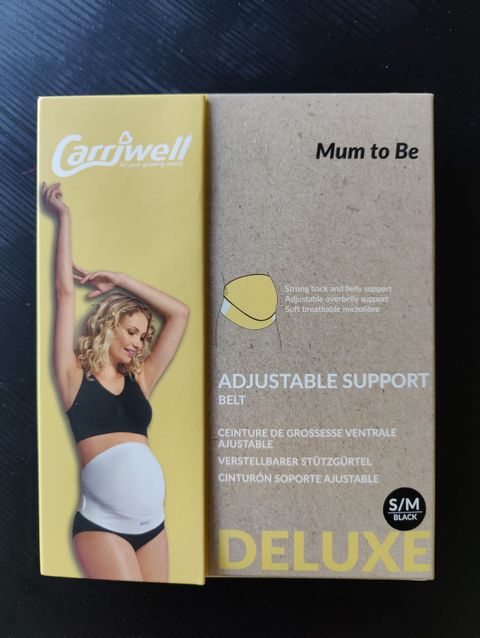 Carriwell
for your growing needs
Mum to Be
Strong back and belly support
Adjustable overbelly support
Soft breathable microfibre
ADJUSTABLE SUPPORT
BELT
CEINTURE DE GROSSESSE VENTRALE
AJUSTABLE
VERSTELLBARER STÜTZGÜRTEL
CINTURÓN SOPORTE AJUSTABLE
S/M
BLACK
DELUXE